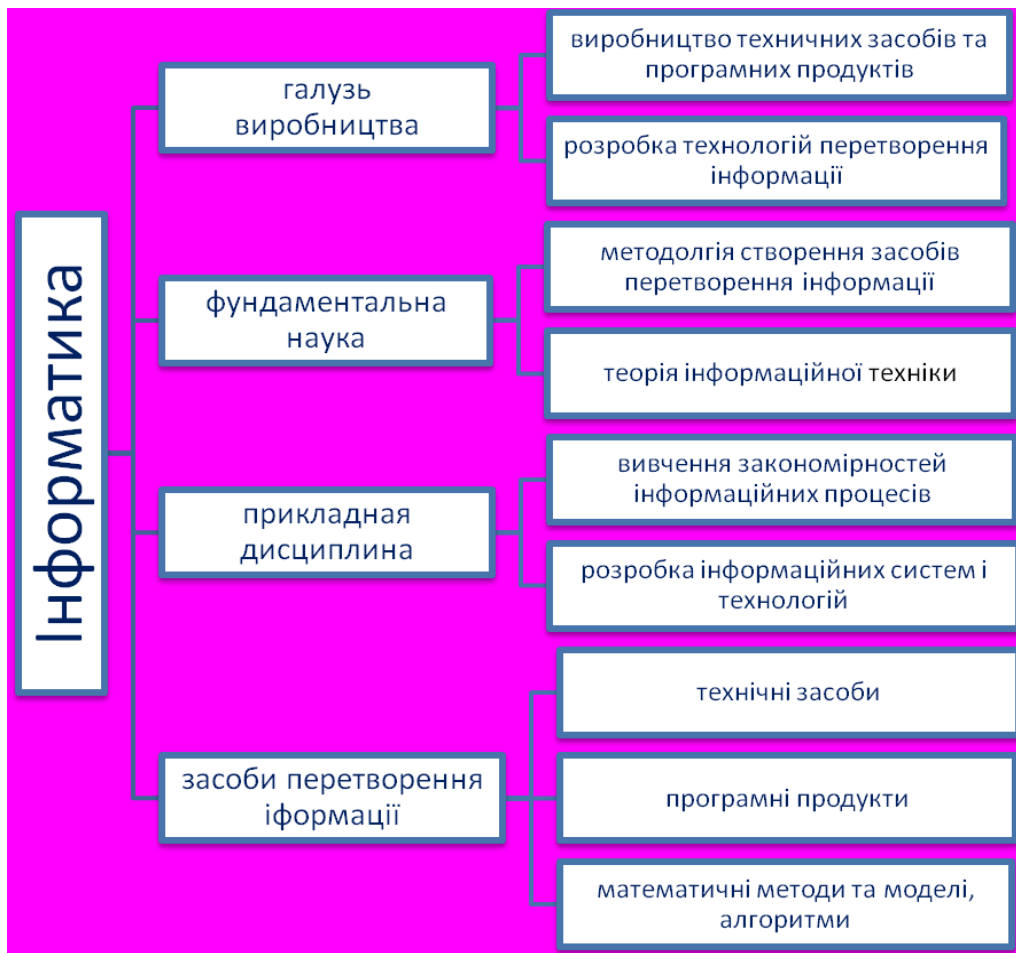 Інформатика
галузь
виробництва
виробництво техничних засобів та
програмних продуктів
розробка технологій перетворення
інформації
фундаментальна
наука
методолгія створення засобів
перетворення інформації
теорія інформаційної техніки
прикладная
дисциплина
вивчення закономірностей
інформаційних процесів
розробка інформаційних систем і
технологій
засоби перетворення
іформації
технічні засоби
програмні продукти
математичні методи та моделі,
алгоритми